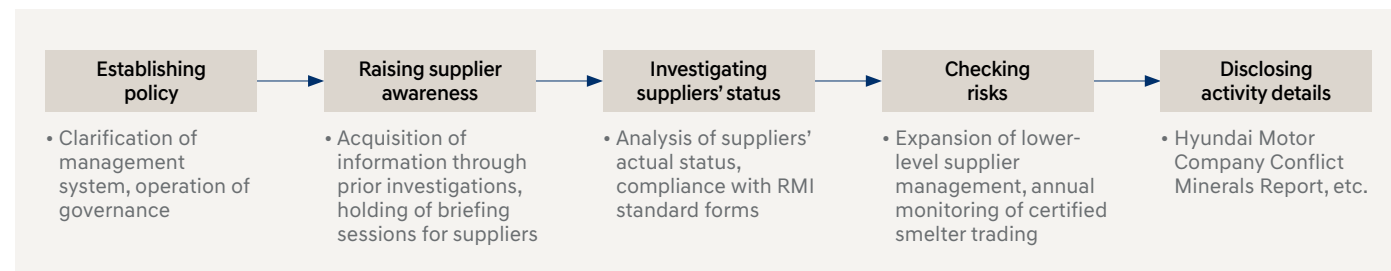 Establishing
policy
• Clarification of
management
system, operation of
governance
Raising supplier
awareness
• Acquisition of
information through
prior investigations,
holding of briefing
sessions for suppliers
Investigating
suppliers’ status
• Analysis of suppliers’
actual status,
compliance with RMI
standard forms
Checking
risks
• Expansion of lower-
level supplier
management, annual
monitoring of certified
smelter trading
Disclosing
activity details
• Hyundai Motor
Company Conflict
Minerals Report, etc.